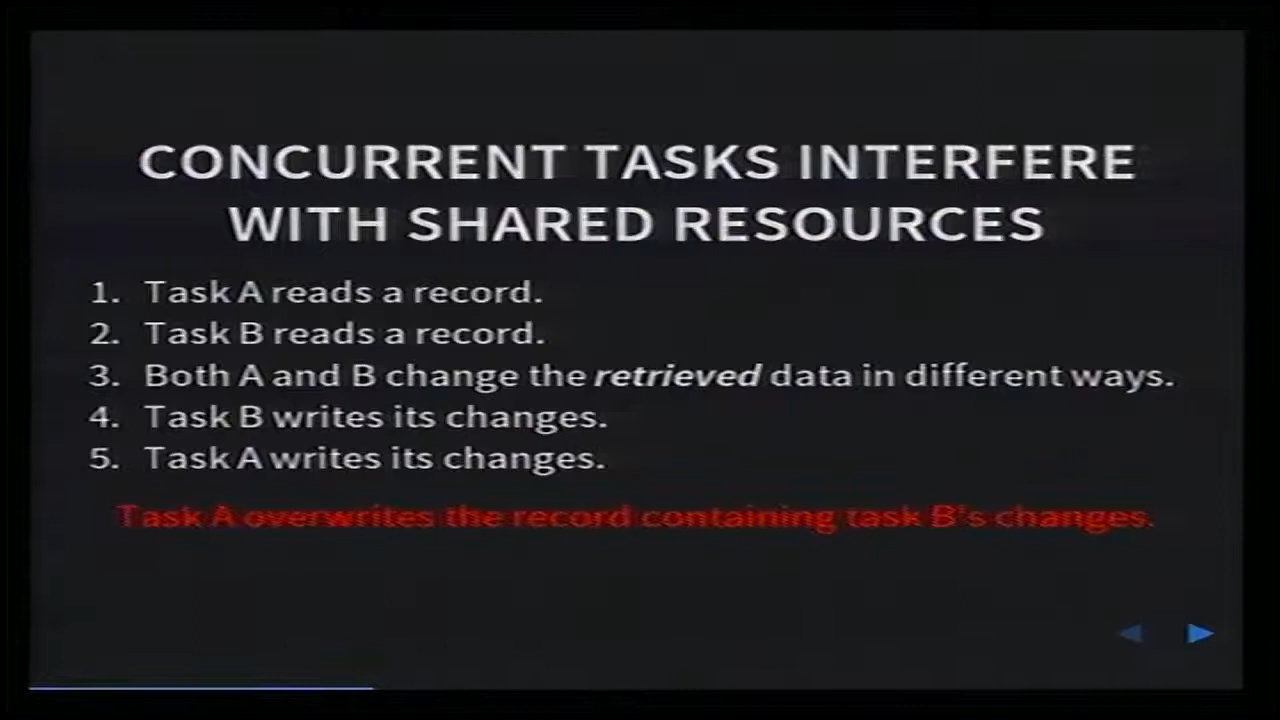 CONCURRENT TASKS INTERFERE
WITH SHARED RESOURCES
1. Task A reads a record.
2. Task B reads a record.
3. Both A and B change the retrieved data in different ways.
4. Task B writes its changes.
5. Task A writes its changes.
Task A overwrites the record containing task B's changes.